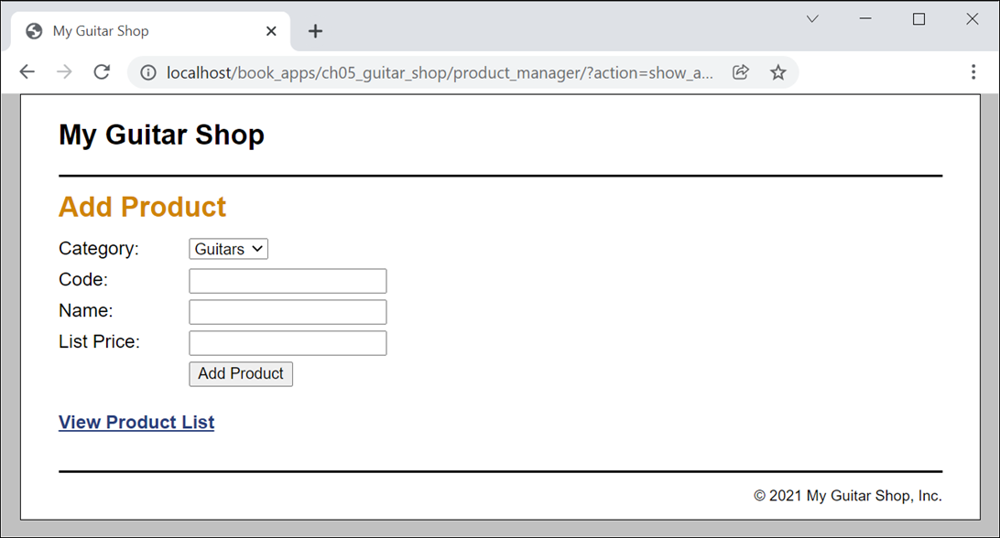 My Guitar Shop
localhost/book_apps/ch05_guitar_shop/product_manager/?action=show_a...
My Guitar Shop
Add Product
Category: Guitars
Code:
Name:
List Price:
Add Product
View Product List
© 2021 My Guitar Shop, Inc.